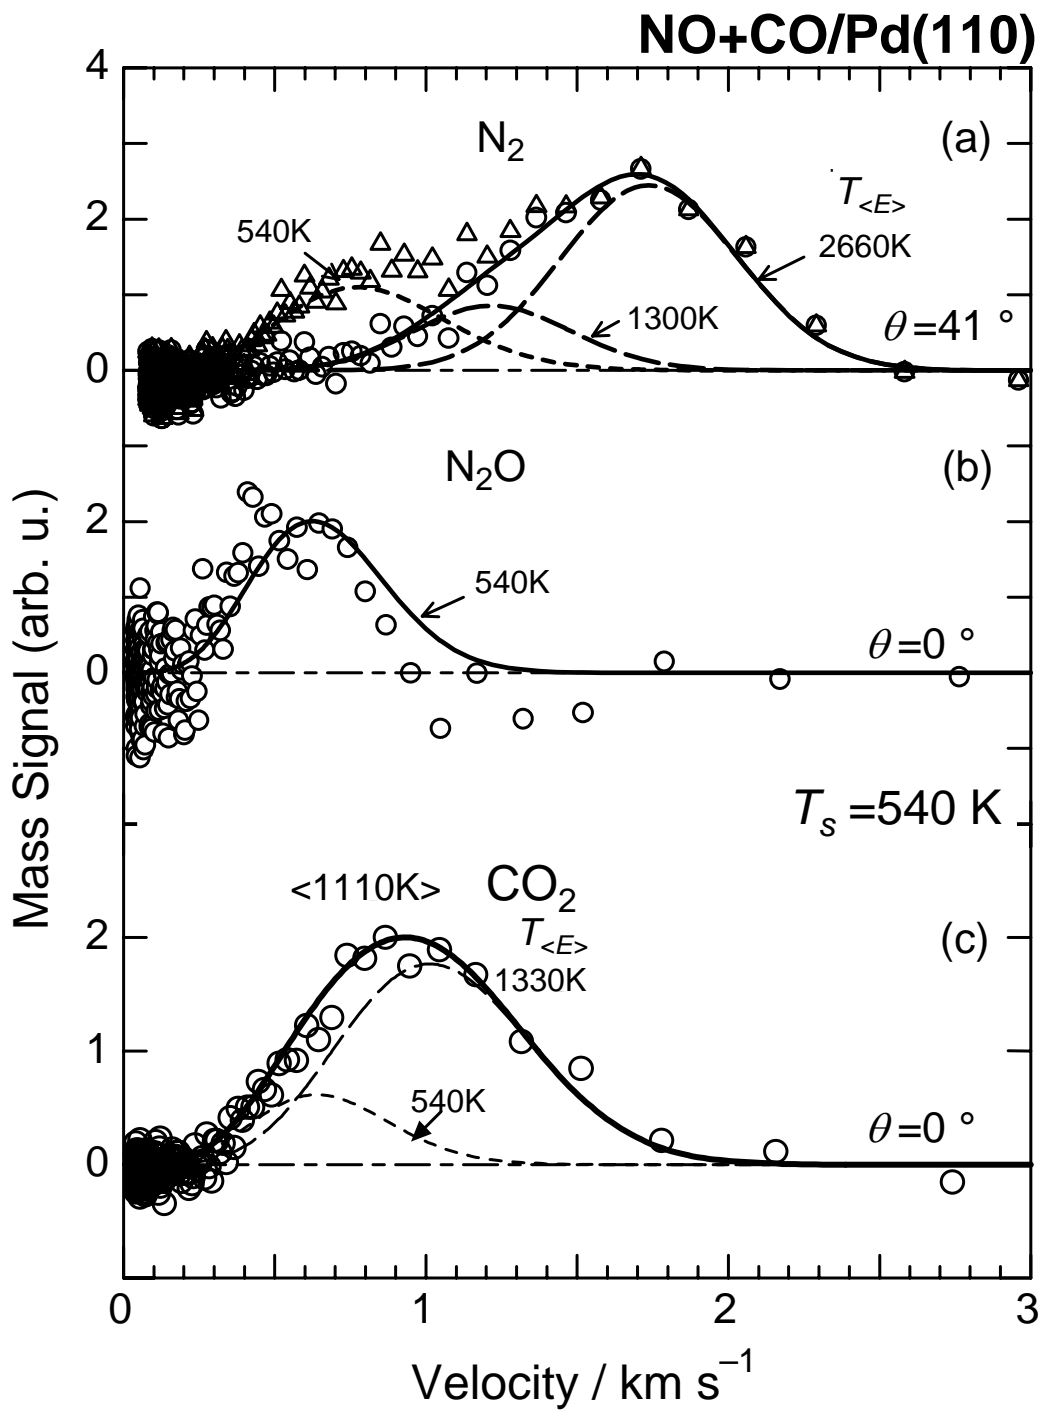 NO+CO/Pd(110)
4
N₂
(a)
T<E>
540K
2
2660K
1300K
θ=41 °
0
N₂O
(b)
2
540K
θ=0 °
0
Mass Signal (arb. u.)
Tₛ=540 K
<1110K>
CO₂
T<E>
(c)
2
1330K
1
540K
θ=0 °
0
0
1
2
3
Velocity / km s⁻¹